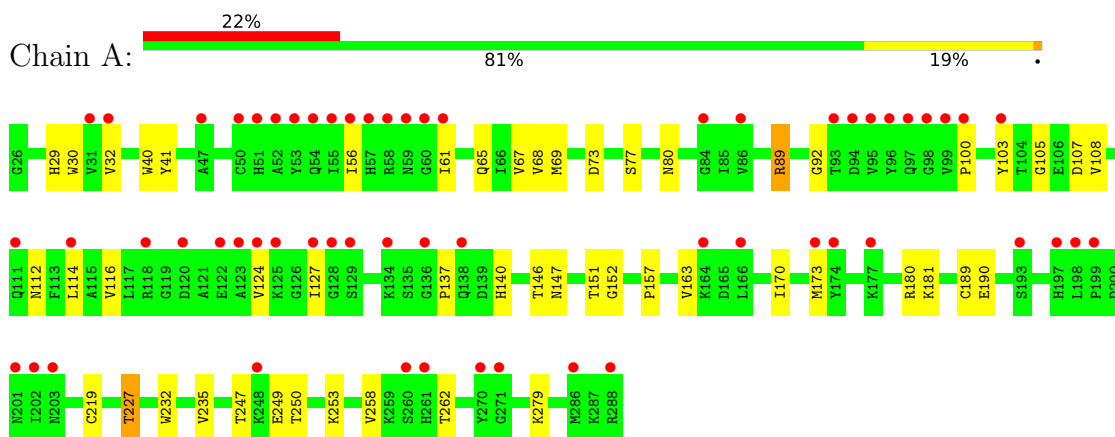 22%
Chain A:
81% 19% •
G26 H29 W30 V31 V32 W40 Y41 A47 C50 H51 A52 Y53 Q54 I55 I56 H57 R58 N59 G60 I61 Q65 I66 V67 V68 M69 D73 S77 N80 G84 I85 V86 R89 G92 T93 D94 V95 Y96 Q97 G98 V99 P100 Y103 T104 G105 E106 D107 V108
Q111 N112 F113 L114 A115 V116 L117 R118 G119 D120 A121 E122 A123 V124 K125 G126 I127 G128 S129 K134 S135 G136 P137 Q138 D139 H140 T146 N147 T151 G152 P157 V163 K164 D165 L166 I170 M173 Y174 K177 R180 K181 C189 E190 S193 H197 L198 P199
N201 I202 N203 C219 T227 W232 V235 T247 K248 E249 T250 K253 V258 K259 S260 H261 T262 Y270 G271 K279 M286 K287 R288